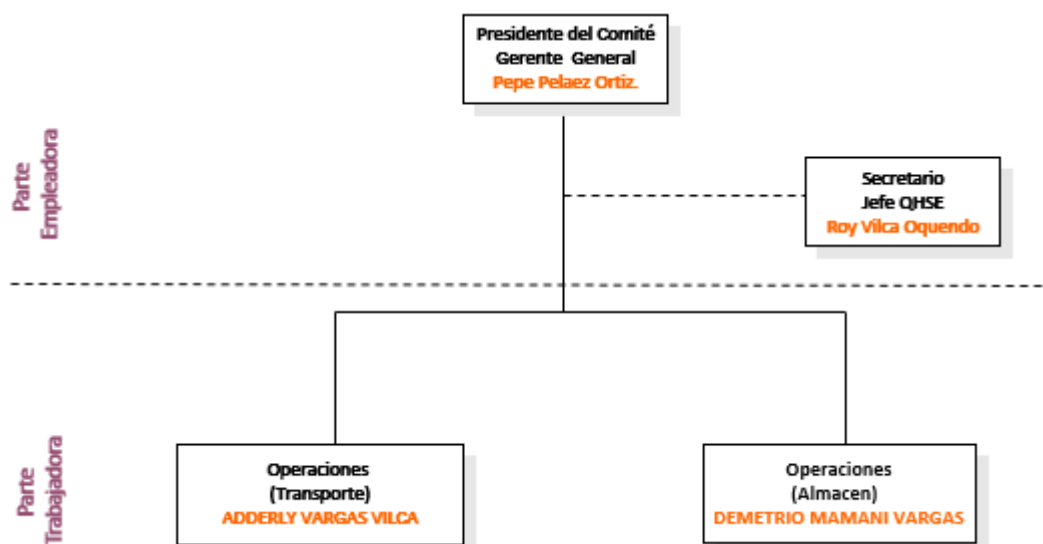 Presidente del Comité
Gerente General
Pepe Pelaez Ortiz.
Parte
Empleadora
Secretario
Jefe QHSE
Roy Vilca Oquendo
Parte
Trabajadora
Operaciones
(Transporte)
ADDERLY VARGAS VILCA
Operaciones
(Almacen)
DEMETRIO MAMANI VARGAS